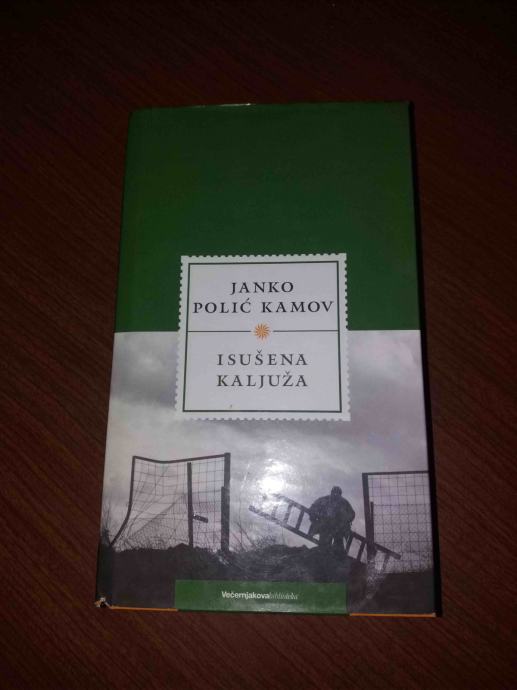 JANKO
POLIĆ KAMOV
ISUŠENA
KALJUŽA
Večernjakovabiblioteka